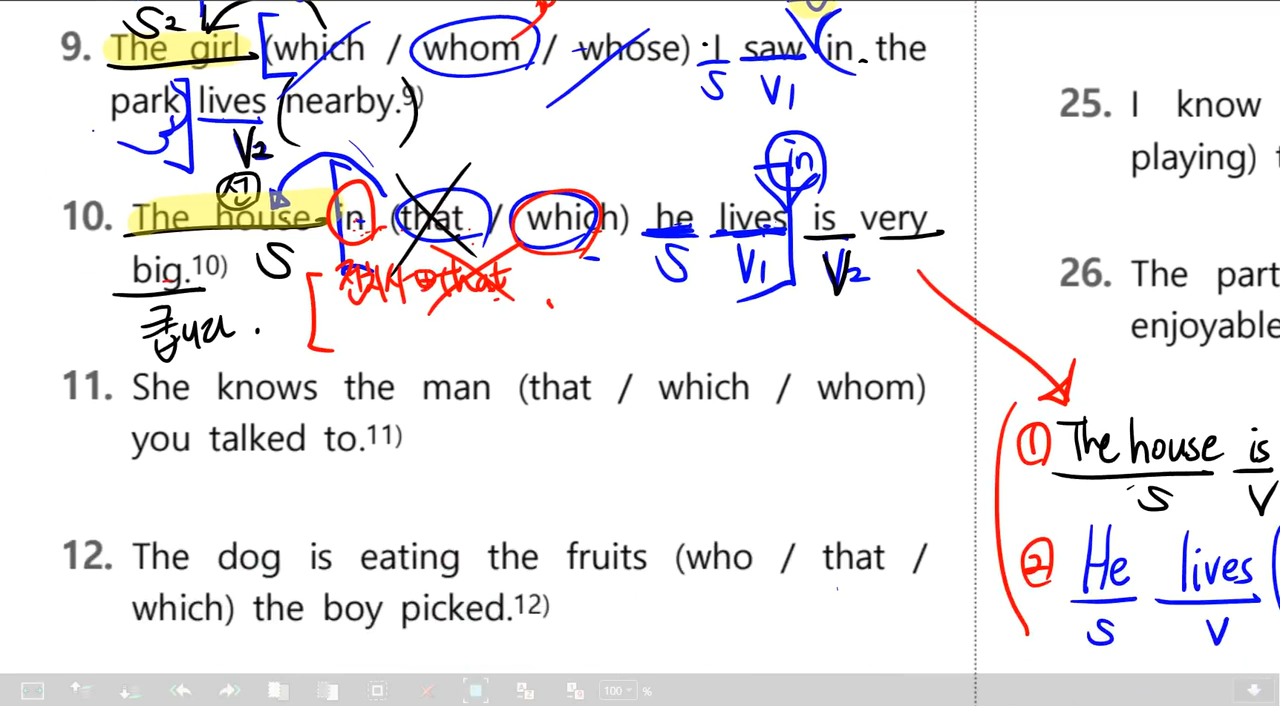 S2
9. The girl (which / whom / whose) I saw in the
S V1
park lives nearby.9)
V2
in
10. The house in (that / which) he lives is very
S S V1 V2
big.10)
전치사 + that
11. She knows the man (that / which / whom)
you talked to.11)
12. The dog is eating the fruits (who / that /
which) the boy picked.12)
25. I know
playing)
26. The part
enjoyable
① The house is
S V
② He lives
S V
100 %